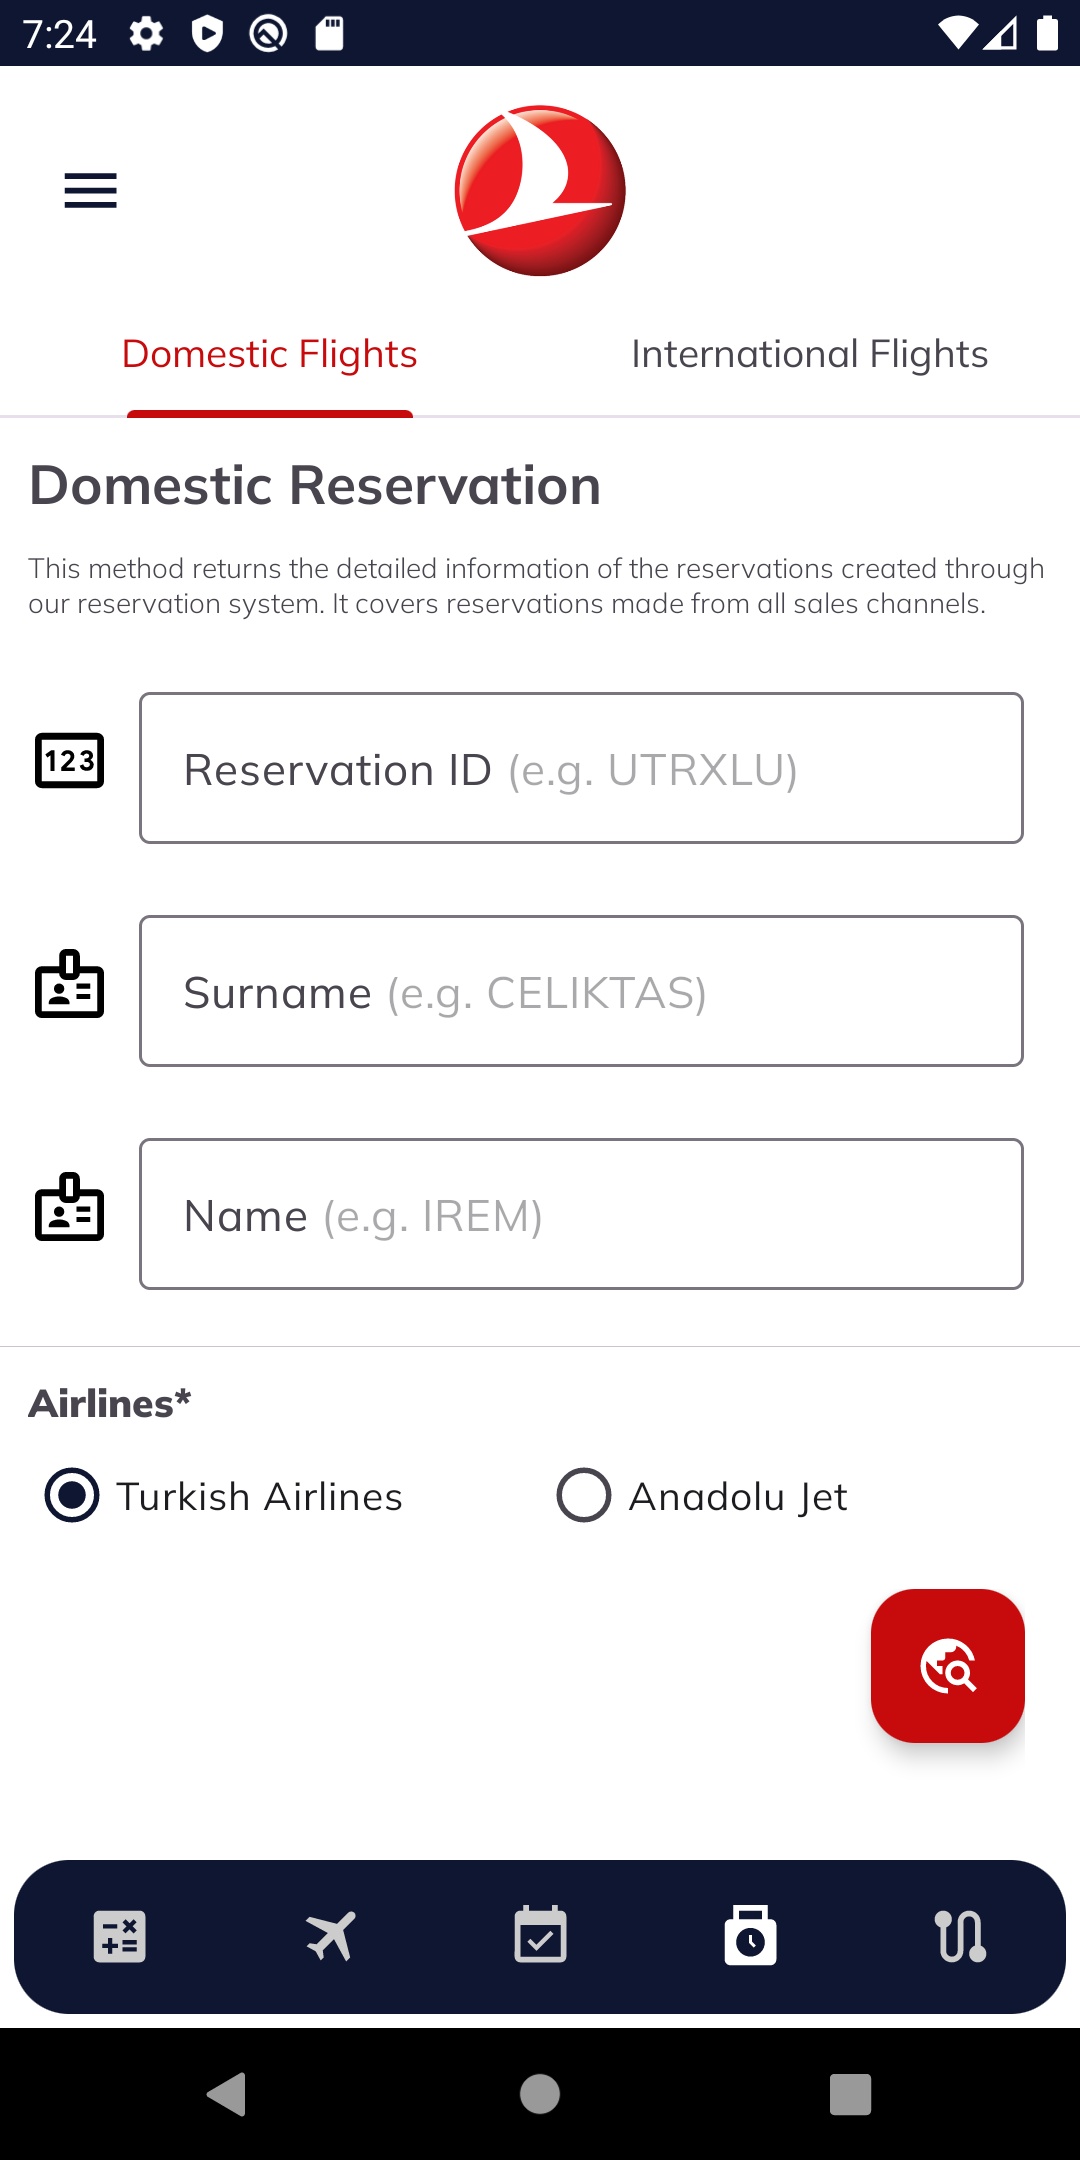 7:24
Domestic Flights
International Flights
Domestic Reservation
This method returns the detailed information of the reservations created through
our reservation system. It covers reservations made from all sales channels.
123
Reservation ID (e.g. UTRXLU)
Surname (e.g. CELIKTAS)
Name (e.g. IREM)
Airlines*
Turkish Airlines
Anadolu Jet